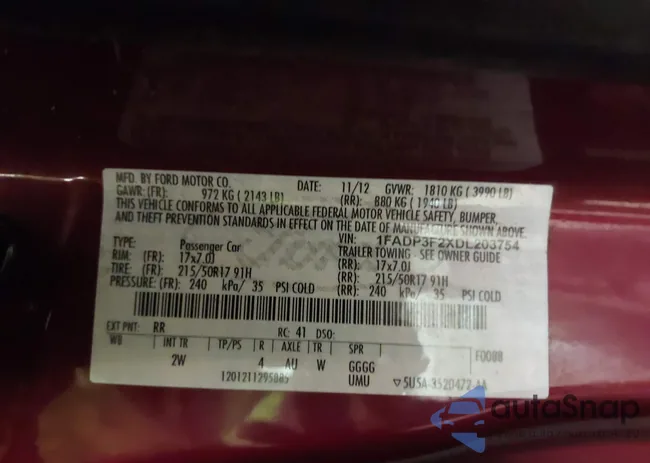 MFD. BY FORD MOTOR CO.
DATE: 11/12 GVWR: 1810 KG ( 3990 LB)
GAWR: (FR): 972 KG ( 2143 LB) (RR): 880 KG ( 1940 LB)
THIS VEHICLE CONFORMS TO ALL APPLICABLE FEDERAL MOTOR VEHICLE SAFETY, BUMPER,
AND THEFT PREVENTION STANDARDS IN EFFECT ON THE DATE OF MANUFACTURE SHOWN ABOVE.
VIN: 1FADP3F2XDL203754
TYPE: Passenger Car TRAILER TOWING - SEE OWNER GUIDE
RIM: (FR): 17x7.0J (RR): 17x7.0J
TIRE: (FR): 215/50R17 91H (RR): 215/50R17 91H
PRESSURE: (FR): 240 kPa/ 35 PSI COLD (RR): 240 kPa/ 35 PSI COLD
EXT PNT: RR RC: 41 DSO:
WB INT TR TP/PS R AXLE TR SPR F0088
2W 4 AU W GGGG
UMU
5USA-3520472-AA
autoSnap